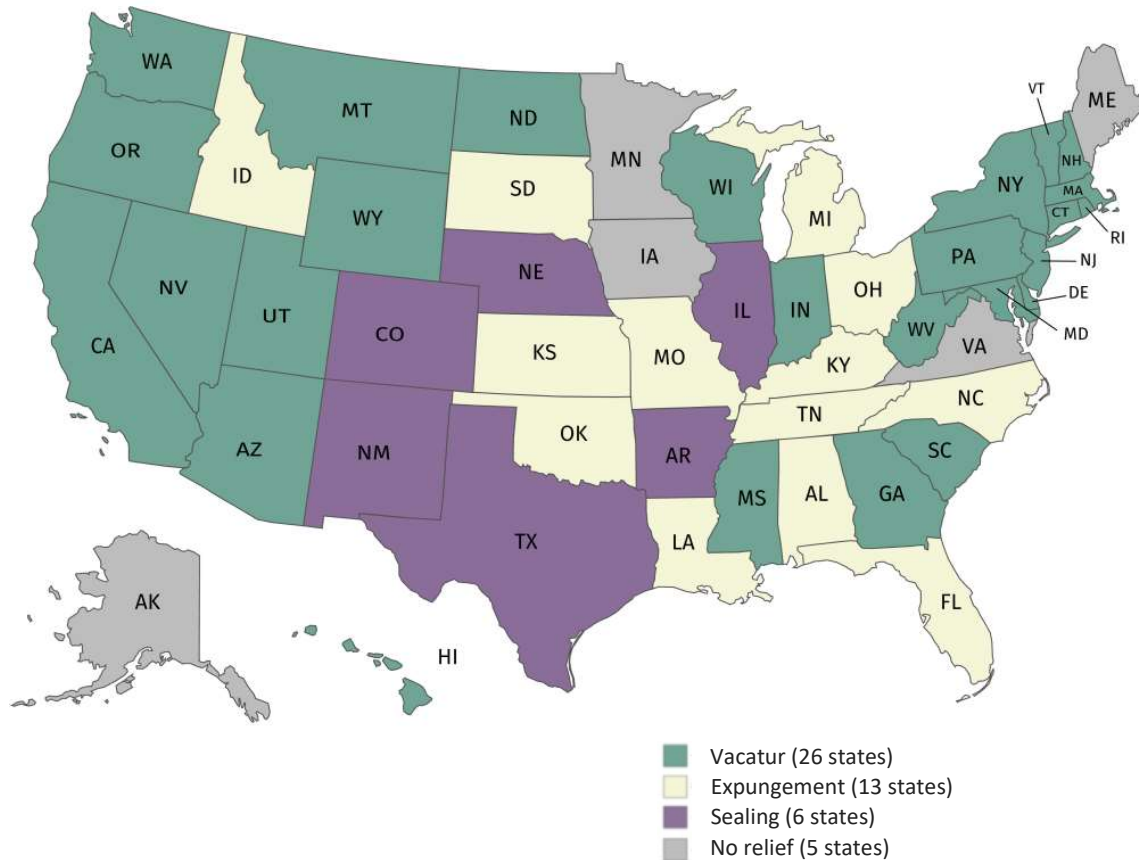 WA
MT
ND
MN
VT
ME
OR
ID
SD
WI
MI
NY
NH
MA
CT
RI
WY
NE
IA
PA
NJ
NV
UT
CO
IL
IN
OH
DE
MD
WV
VA
CA
KS
MO
KY
AZ
NM
OK
AR
TN
NC
SC
TX
LA
MS
AL
GA
FL
AK
HI
Vacatur (26 states)
Expungement (13 states)
Sealing (6 states)
No relief (5 states)